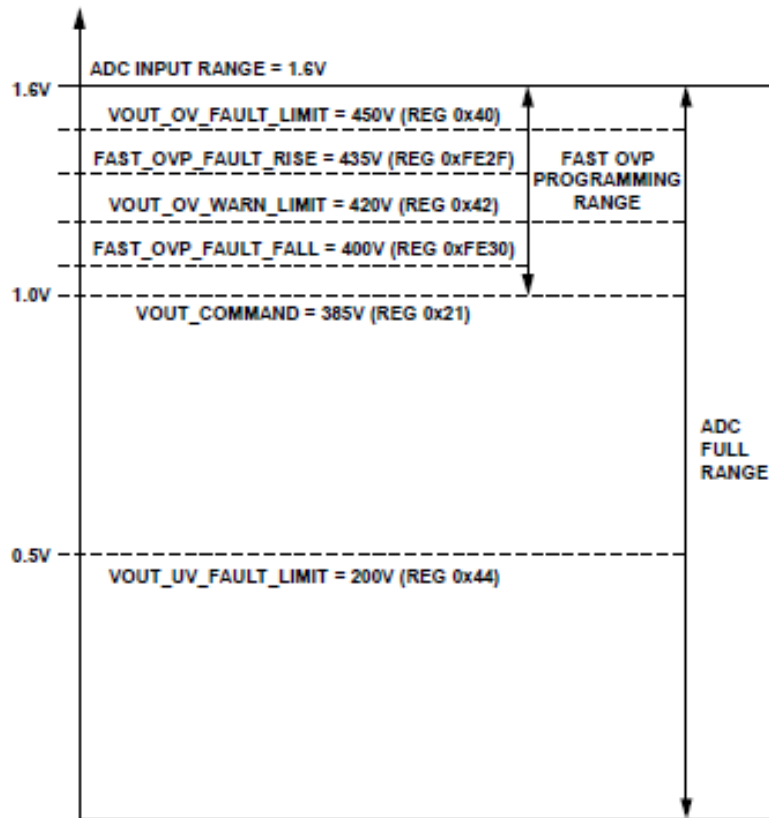 ADC INPUT RANGE = 1.6V
1.6V
VOUT_OV_FAULT_LIMIT = 450V (REG 0x40)
FAST_OVP_FAULT_RISE = 435V (REG 0xFE2F)
FAST OVP
PROGRAMMING
RANGE
VOUT_OV_WARN_LIMIT = 420V (REG 0x42)
FAST_OVP_FAULT_FALL = 400V (REG 0xFE30)
1.0V
VOUT_COMMAND = 385V (REG 0x21)
ADC
FULL
RANGE
0.5V
VOUT_UV_FAULT_LIMIT = 200V (REG 0x44)